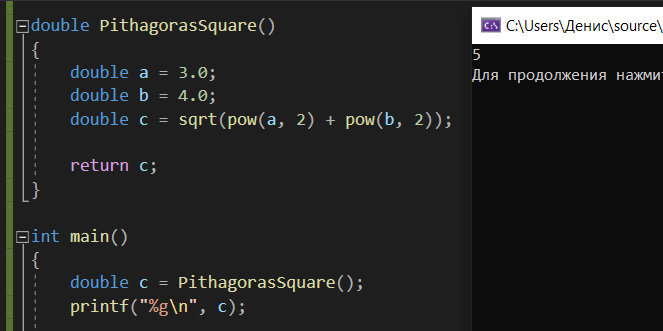 double PithagorasSquare()
{
double a = 3.0;
double b = 4.0;
double c = sqrt(pow(a, 2) + pow(b, 2));
return c;
}
int main()
{
double c = PithagorasSquare();
printf("%g\n", c);
C:\Users\Денис\source\
5
Для продолжения нажми